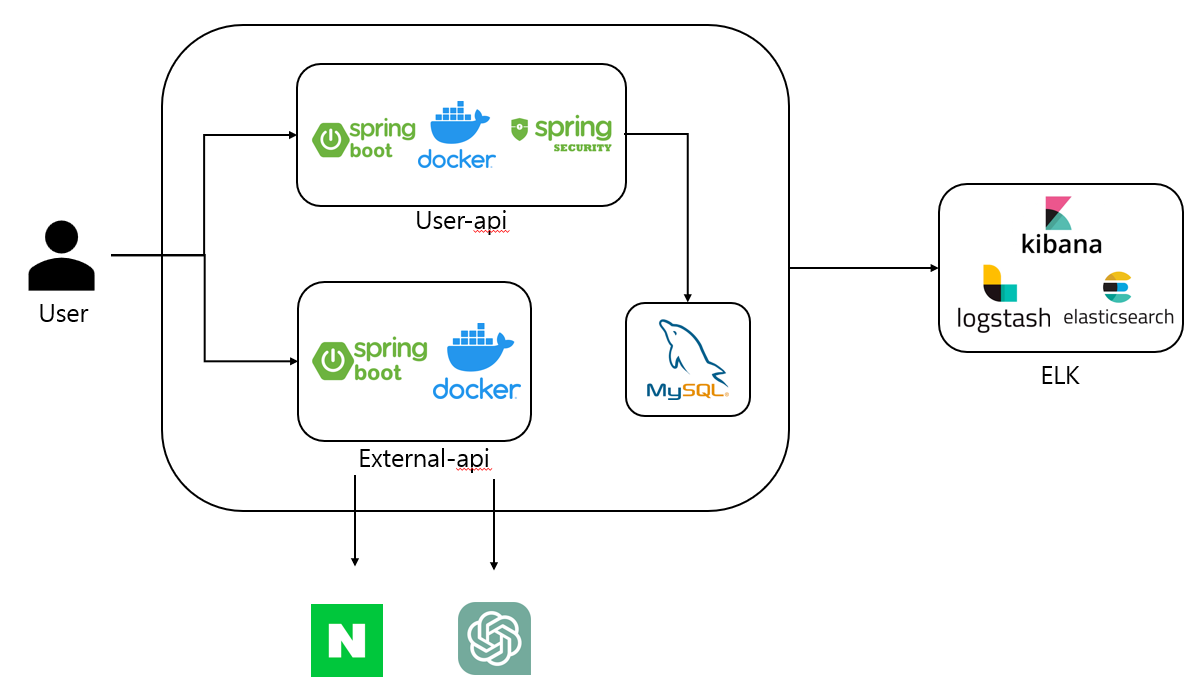 spring
boot
docker
spring
SECURITY
User-api
User
spring
boot
docker
External-api
MySQL
kibana
logstash
elasticsearch
ELK
N